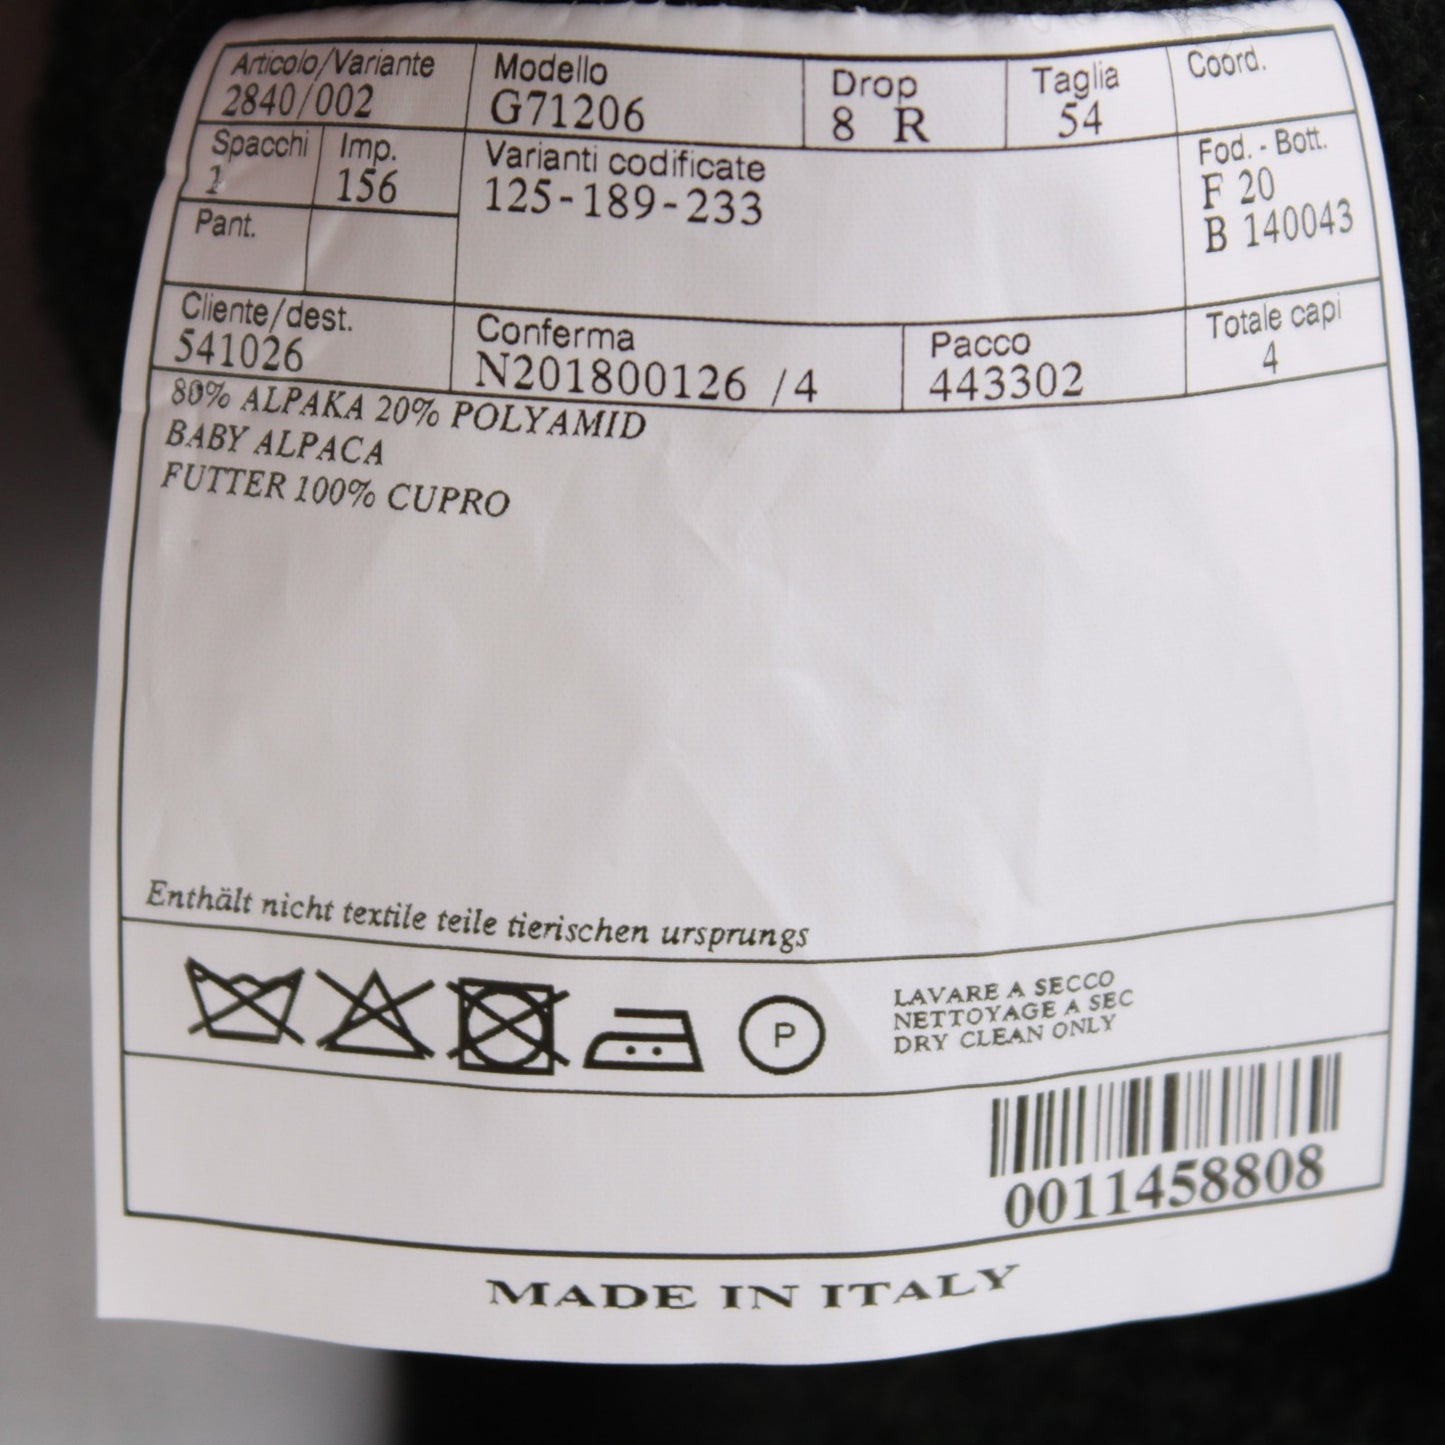 Articolo/Variante Modello Drop Taglia Coord.
2840/002 G71206 8 R 54
Spacchi Imp. Varianti codificate Fod. - Bott.
1 156 125-189-233 F 20
Pant. B 140043
Cliente/dest. Conferma Pacco Totale capi
541026 N201800126 /4 443302 4
80% ALPAKA 20% POLYAMID
BABY ALPACA
FUTTER 100% CUPRO
Enthält nicht textile teile tierischen ursprungs
P
LAVARE A SECCO
NETTOYAGE A SEC
DRY CLEAN ONLY
0011458808
MADE IN ITALY